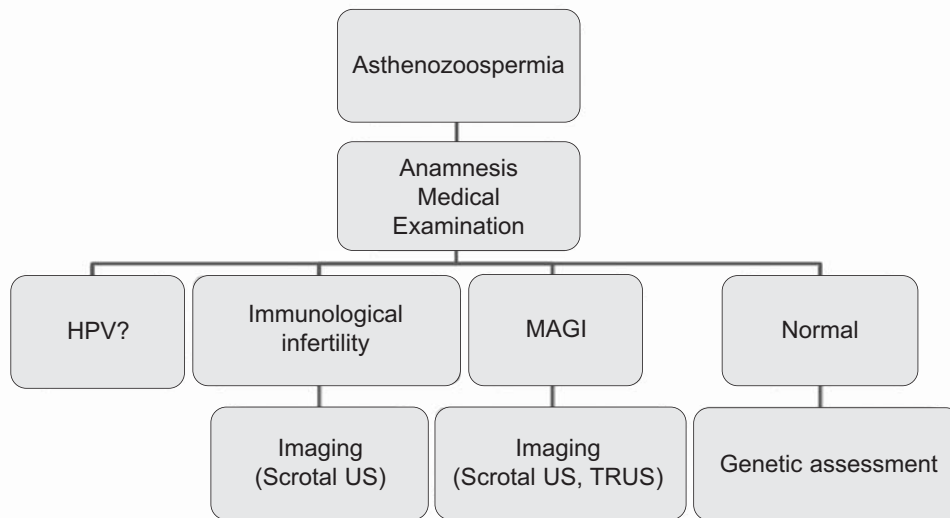 Asthenozoospermia
Anamnesis
Medical
Examination
HPV?
Immunological
infertility
MAGI
Normal
Imaging
(Scrotal US)
Imaging
(Scrotal US, TRUS)
Genetic assessment